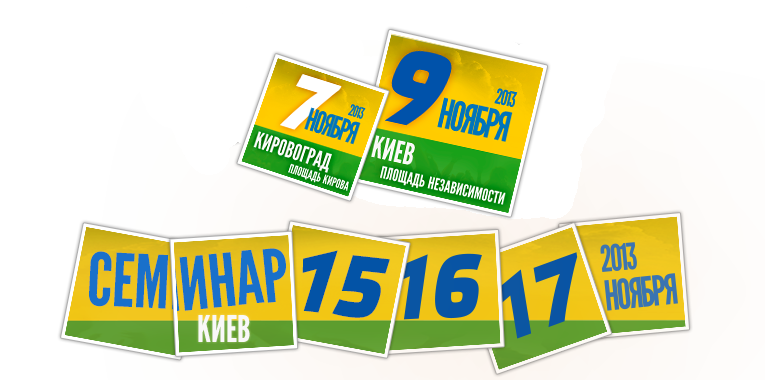 7
2013
НОЯБРЯ
КИРОВОГРАД
ПЛОЩАДЬ КИРОВА
9
2013
НОЯБРЯ
КИЕВ
ПЛОЩАДЬ НЕЗАВИСИМОСТИ
СЕМИНАР
КИЕВ
15 16 17
2013
НОЯБРЯ